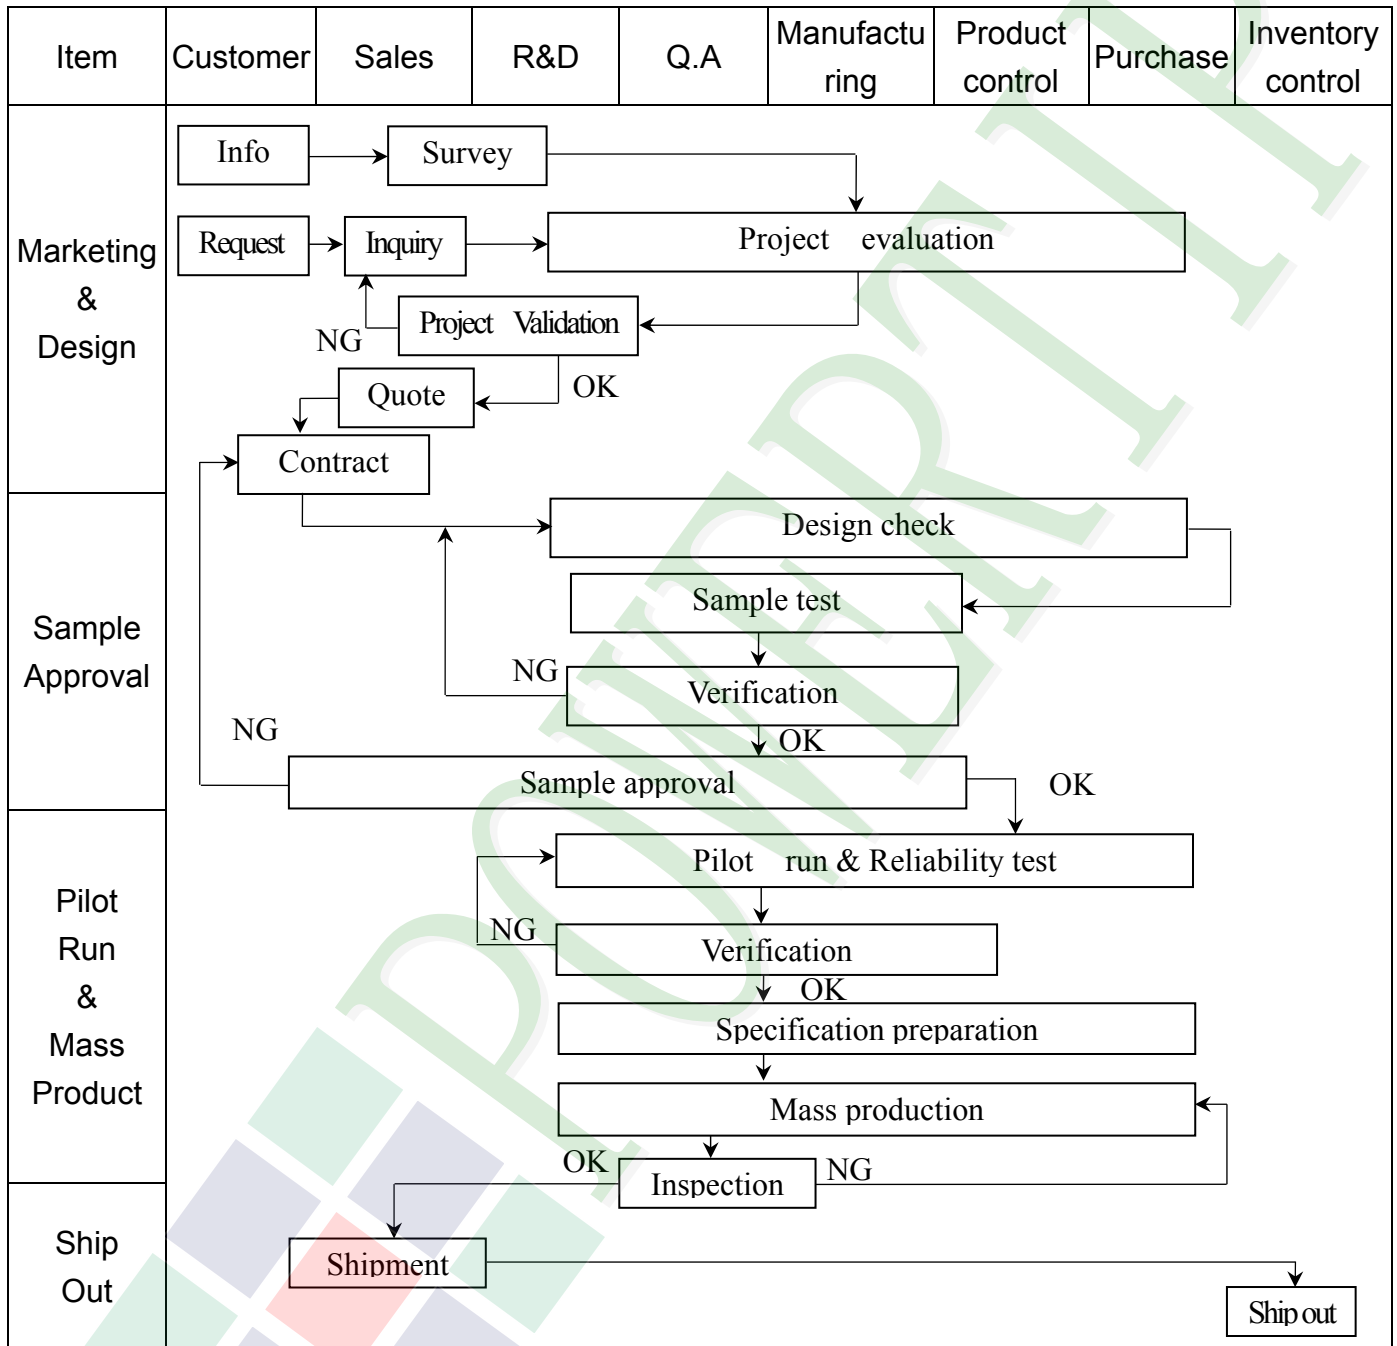 Item
Customer
Sales
R&D
Q.A
Manufactu
ring
Product
control
Purchase
Inventory
control
Marketing
&
Design
Info
Survey
Request
Inquiry
Project evaluation
NG
Project Validation
Quote
OK
Contract
Sample
Approval
Design check
Sample test
NG
Verification
NG
OK
Sample approval
OK
Pilot
Run
&
Mass
Product
Pilot run & Reliability test
NG
Verification
OK
Specification preparation
Mass production
OK
Inspection
NG
Ship
Out
Shipment
Ship out
POWERTIP